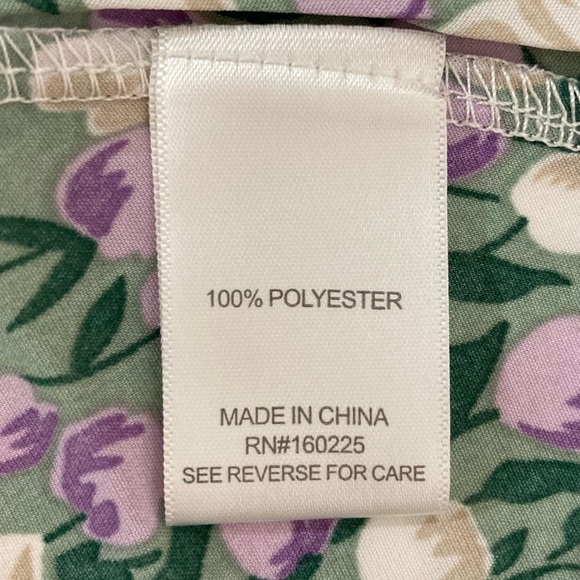 100% POLYESTER
MADE IN CHINA
RN#160225
SEE REVERSE FOR CARE